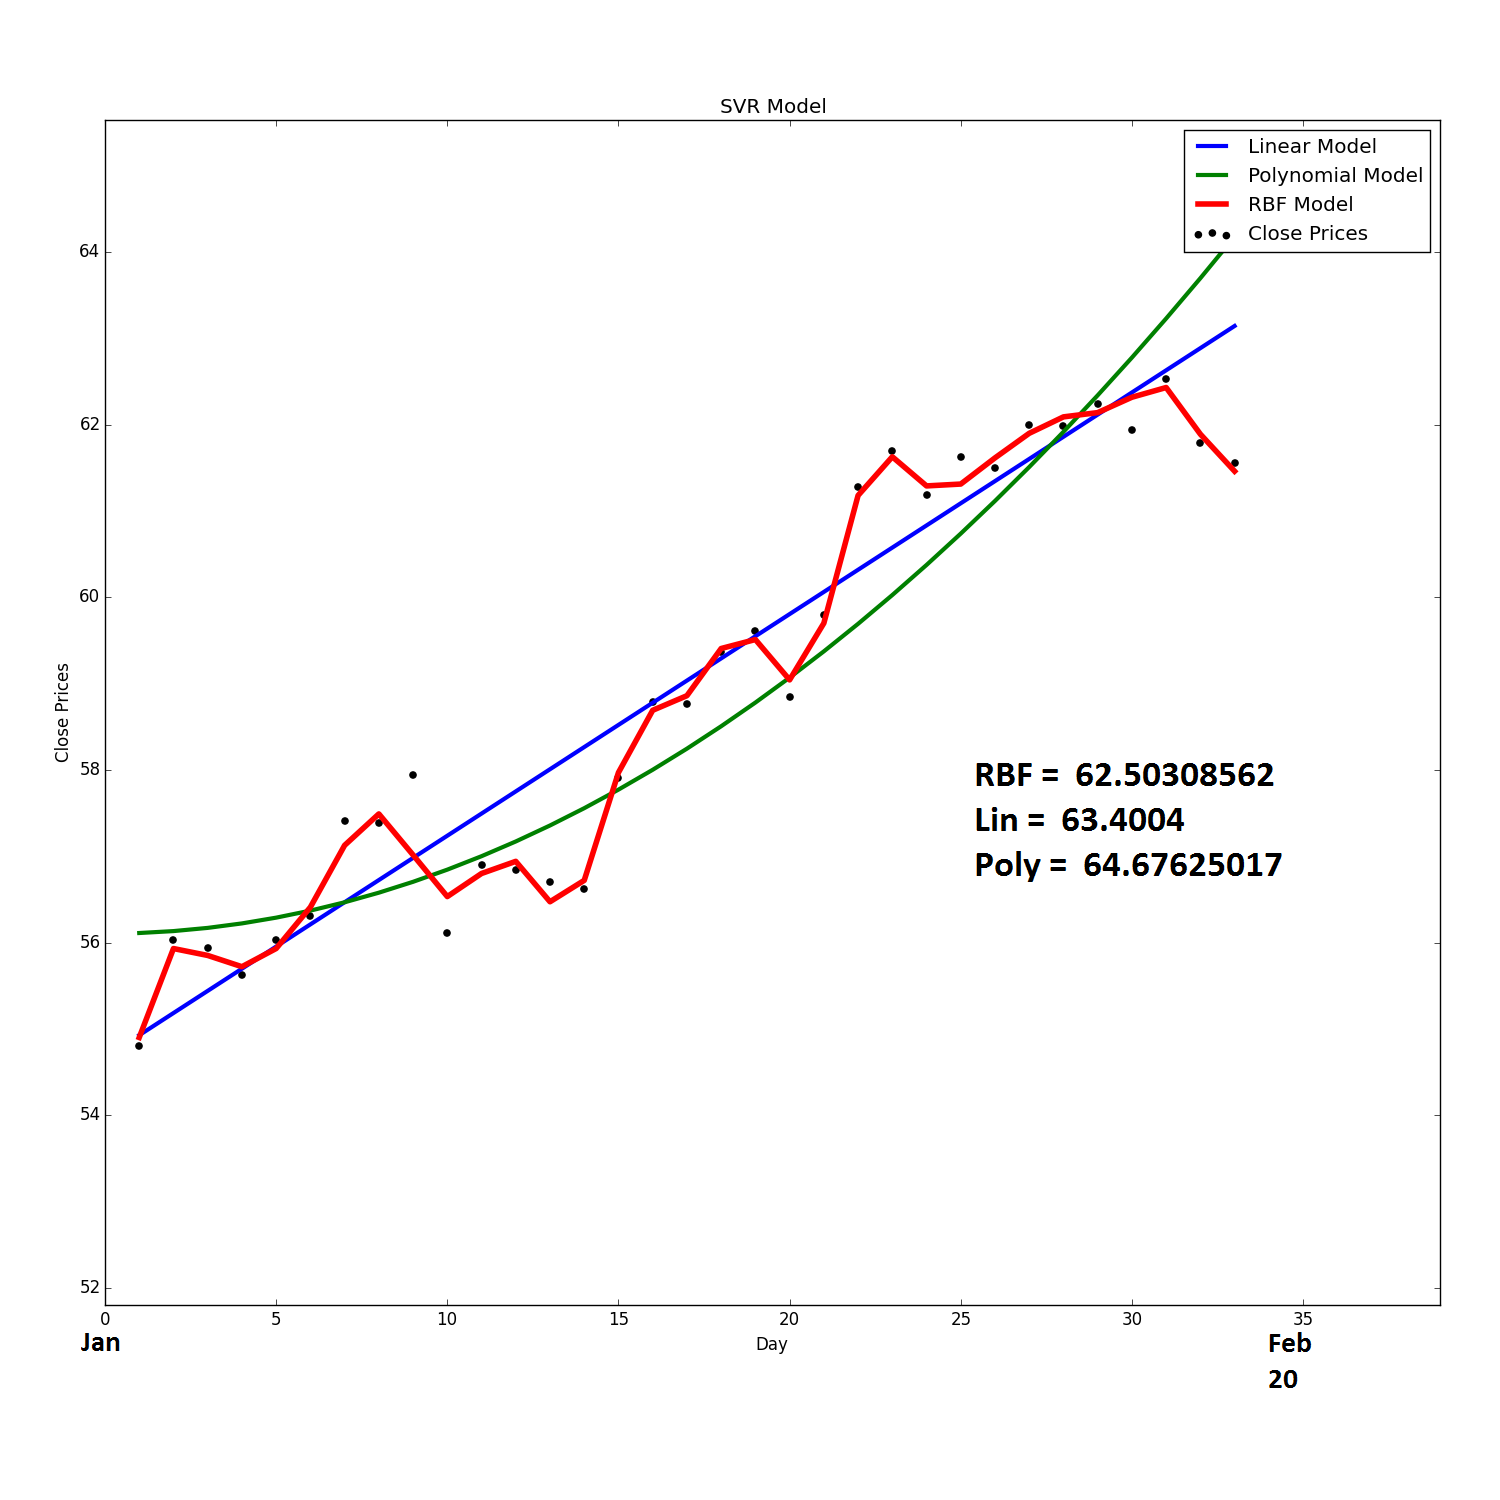 SVR Model
Linear Model
Polynomial Model
RBF Model
Close Prices
64
62
60
58
56
54
52
Close Prices
RBF = 62.50308562
Lin = 63.4004
Poly = 64.67625017
0 5 10 15 20 25 30 35
Jan
Day
Feb
20